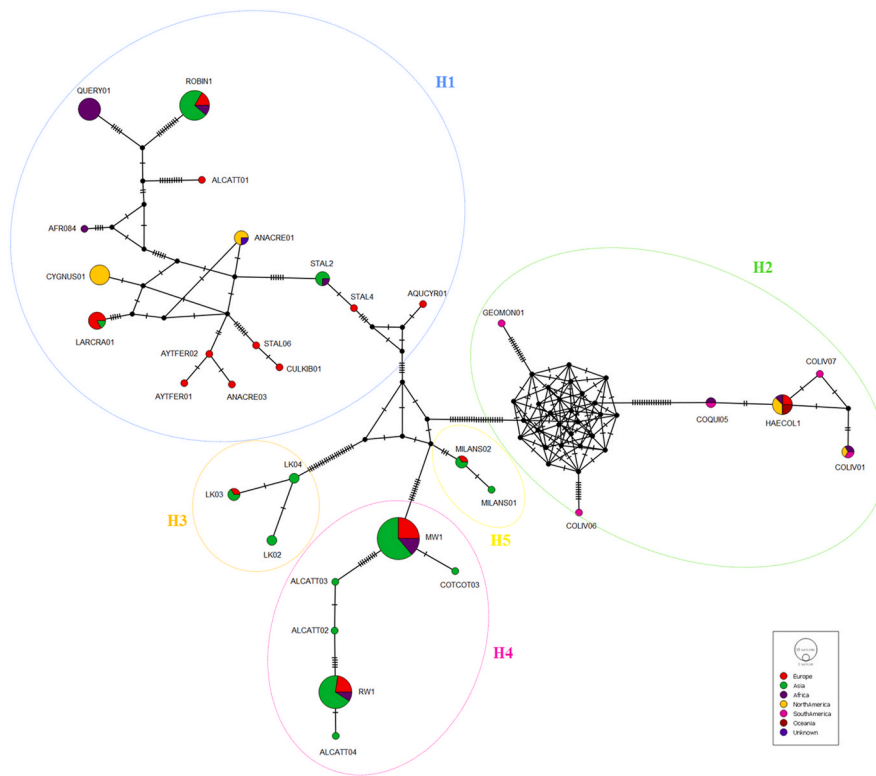 H1
ROBIN1
QUERY01
ALCATT01
AFR084
ANACRE01
STAL2
CYGNUS01
STAL4
AQUCYR01
H2
GEOMON01
LARCRA01
STAL06
AYTFER02
CULKIB01
COLIV07
AYTFER01
ANACRE03
COQUI05
HAECOL1
MILANS02
LK04
COLIV01
LK03
MILANS01
H3
COLIV06
H5
MW1
LK02
ALCATT03
COTCOT03
ALCATT02
H4
RW1
ALCATT04
Europe
Asia
Africa
NorthAmerica
SouthAmerica
Oceania
Unknown